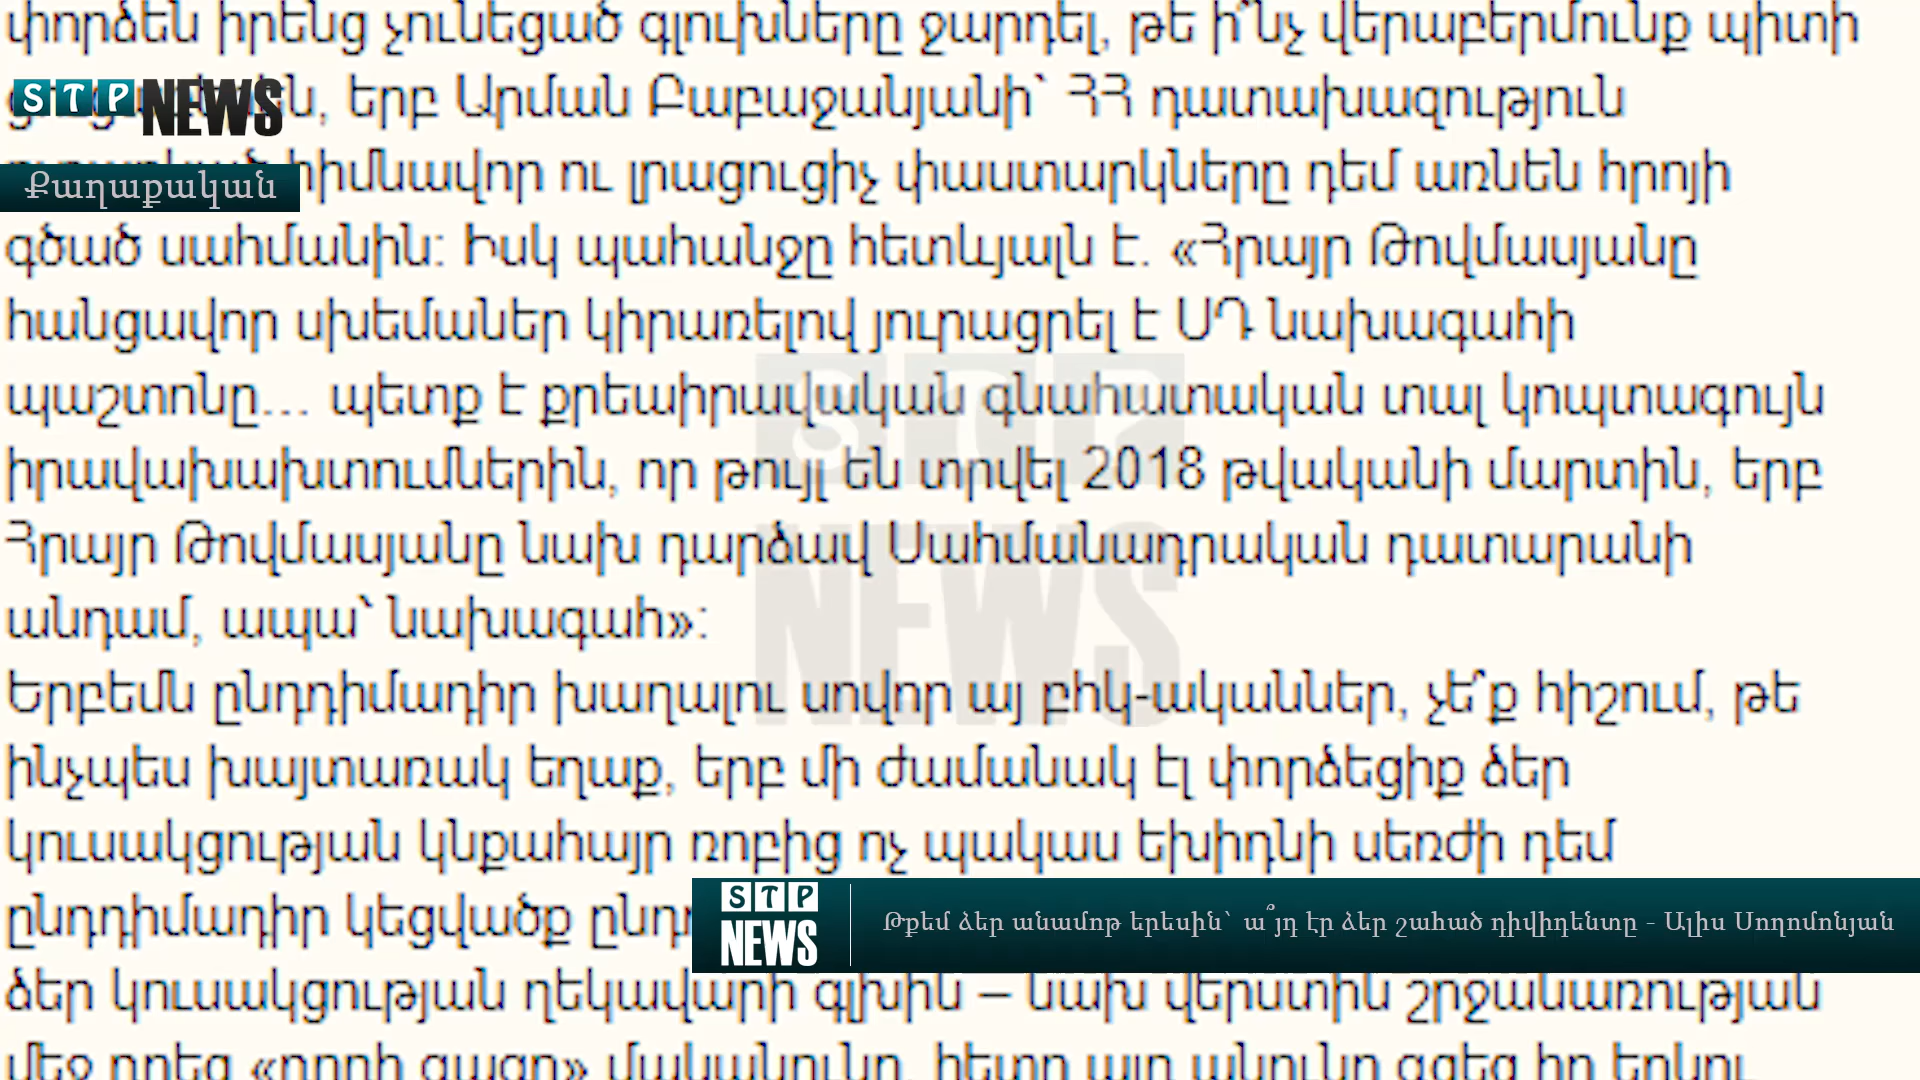 փորձեն իրենց չունեցած գլուխները ջարդել, թե ի՞նչ վերաբերմունք պիտի
STP NEWS
երբ Արման Բաբաջանյանի՝ ՀՀ դատախազություն
Քաղաքական
հիմնավոր ու լրացուցիչ փաստարկները դեմ առնեն հրոյի
գծած սահմանին։ Իսկ պահանջը հետևյալն է. «Հրայր Թովմասյանը
հանցավոր սխեմաներ կիրառելով յուրացրել է ՍԴ նախագահի
պաշտոնը… պետք է քրեաիրավական գնահատական տալ կոպտագույն
իրավախախտումներին, որ թույլ են տրվել 2018 թվականի մարտին, երբ
Հրայր Թովմասյանը նախ դարձավ Սահմանադրական դատարանի
անդամ, ապա՝ նախագահ»։
STP
NEWS
Երբեմն ընդդիմադիր խաղալու սովոր այ բհկ-ականներ, չե՞ք հիշում, թե
ինչպես խայտառակ եղաք, երբ մի ժամանակ էլ փորձեցիք ձեր
կուսակցության կնքահայր ռոբից ոչ պակաս եխիդնի սեռժի դեմ
ընդդիմադիր կեցվածք
STP
NEWS
Թքեմ ձեր անամոթ երեսին՝ ա՞յդ էր ձեր շահած դիվիդենտը - Ալիս Սողոմոնյան
ձեր կուսակցության ղեկավարի գլխին – նախ վերստին շրջանառության